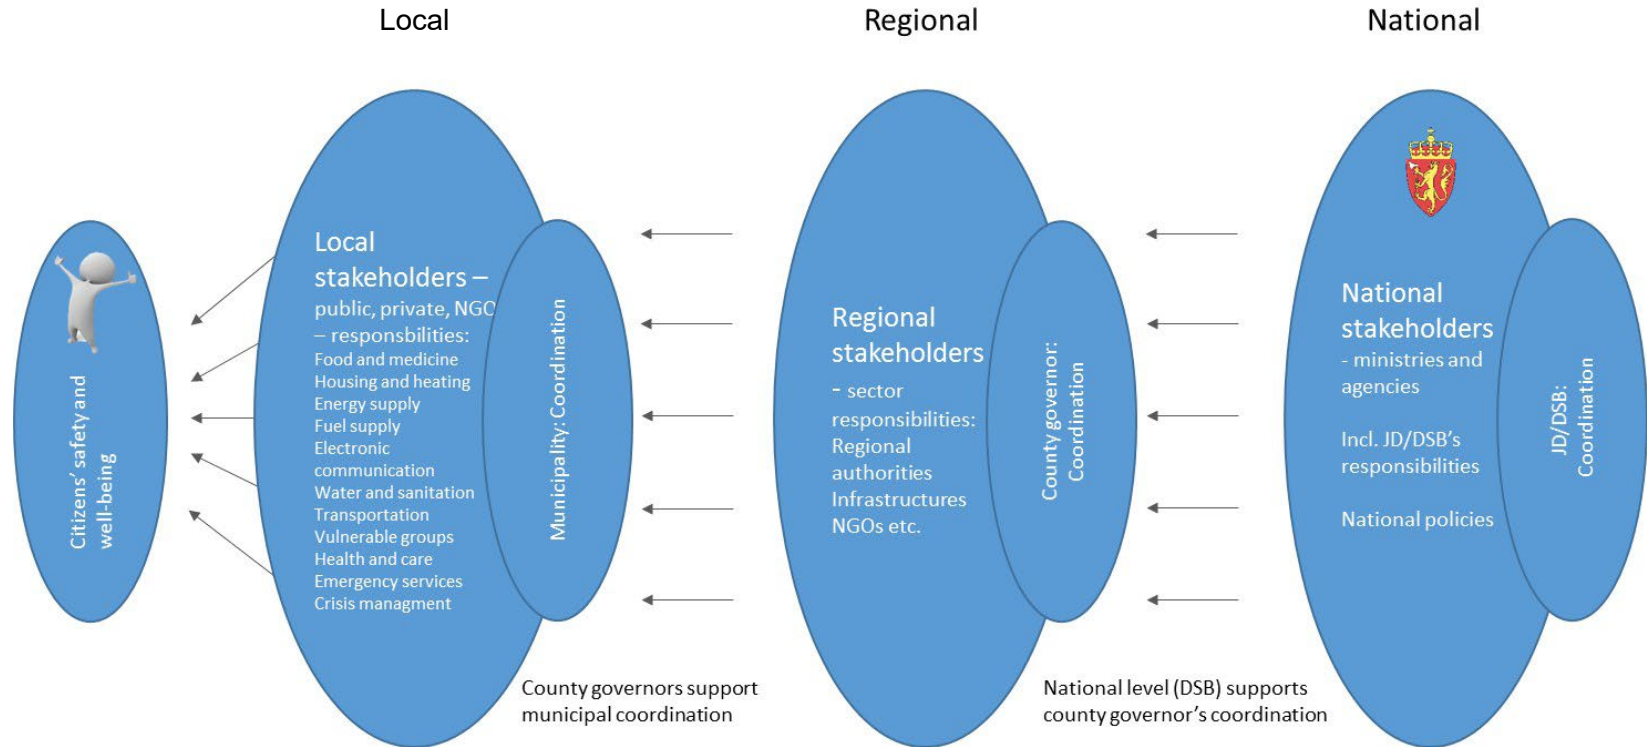 Local
Regional
National
Citizens' safety and
well-being
Local
stakeholders –
public, private, NGO
– responsbilities:
Food and medicine
Housing and heating
Energy supply
Fuel supply
Electronic
communication
Water and sanitation
Transportation
Vulnerable groups
Health and care
Emergency services
Crisis managment
Municipality: Coordination
County governors support
municipal coordination
Regional
stakeholders
- sector
responsibilities:
Regional
authorities
Infrastructures
NGOs etc.
County governor:
Coordination
National level (DSB) supports
county governor's coordination
National
stakeholders
- ministries and
agencies
Incl. JD/DSB's
responsibilities
National policies
JD/DSB:
Coordination